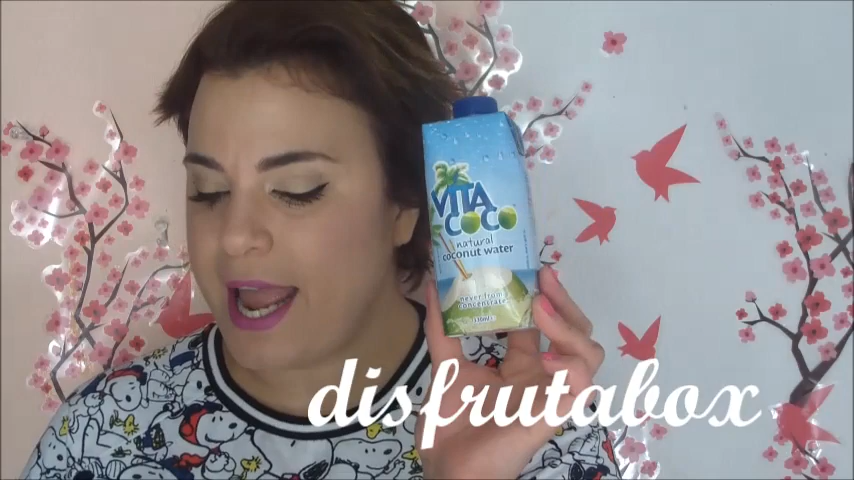 VITA
COCO
natural
coconut water
never from
concentrate
disfrutabox